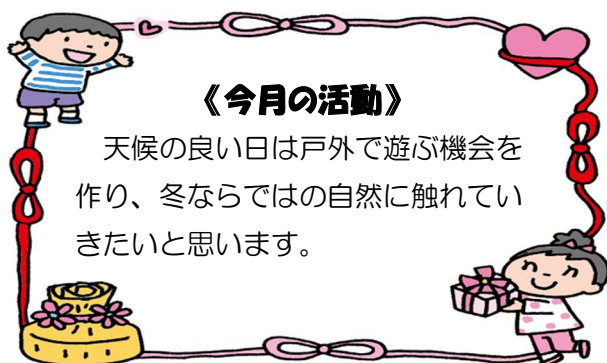 《今月の活動》
天候の良い日は戸外で遊ぶ機会を
作り、冬ならではの自然に触れてい
きたいと思います。